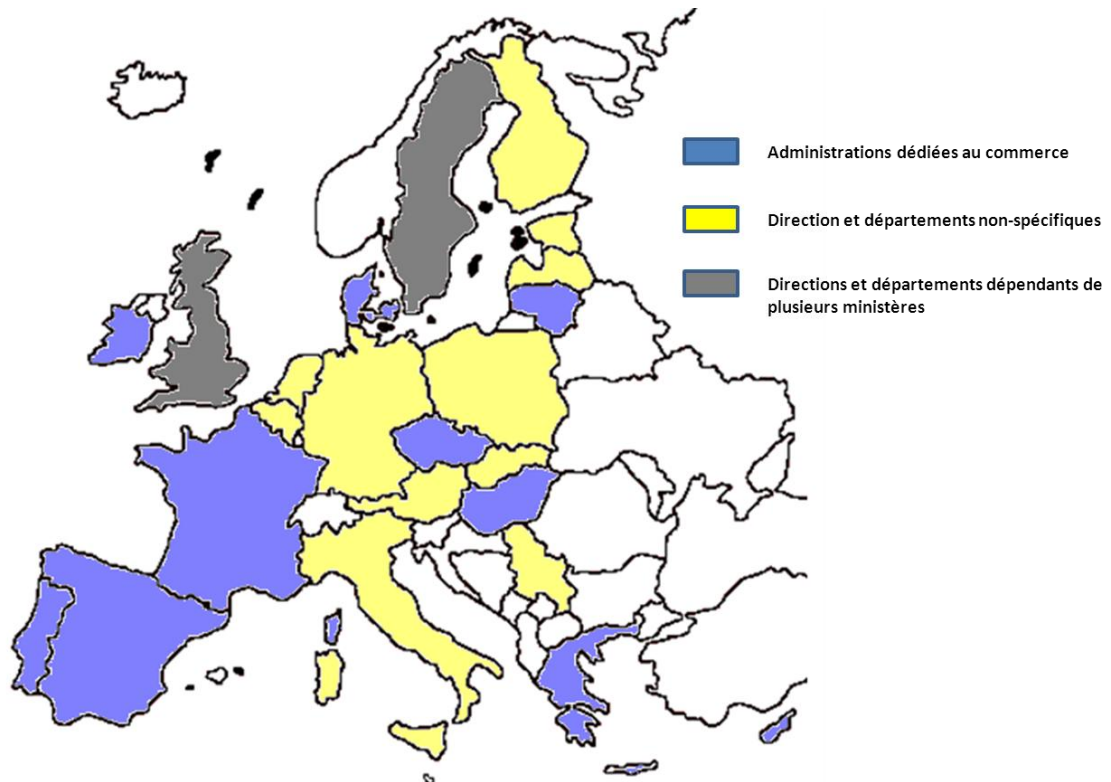 Administrations dédiées au commerce
Direction et départements non-spécifiques
Directions et départements dépendants de
plusieurs ministères